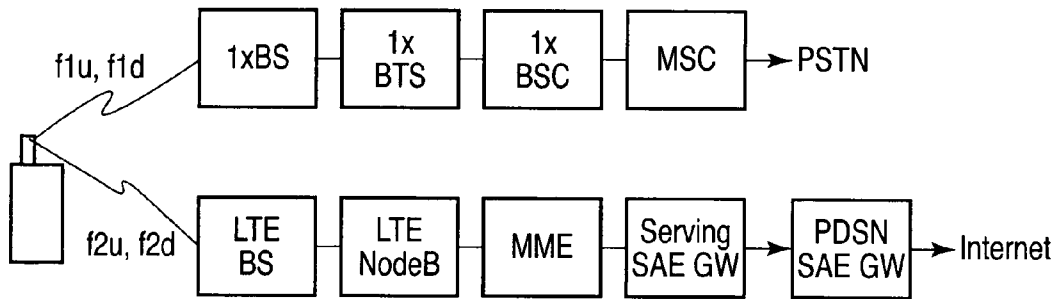 f1u, f1d
1xBS
1x
BTS
1x
BSC
MSC
PSTN
f2u, f2d
LTE
BS
LTE
NodeB
MME
Serving
SAE GW
PDSN
SAE GW
Internet